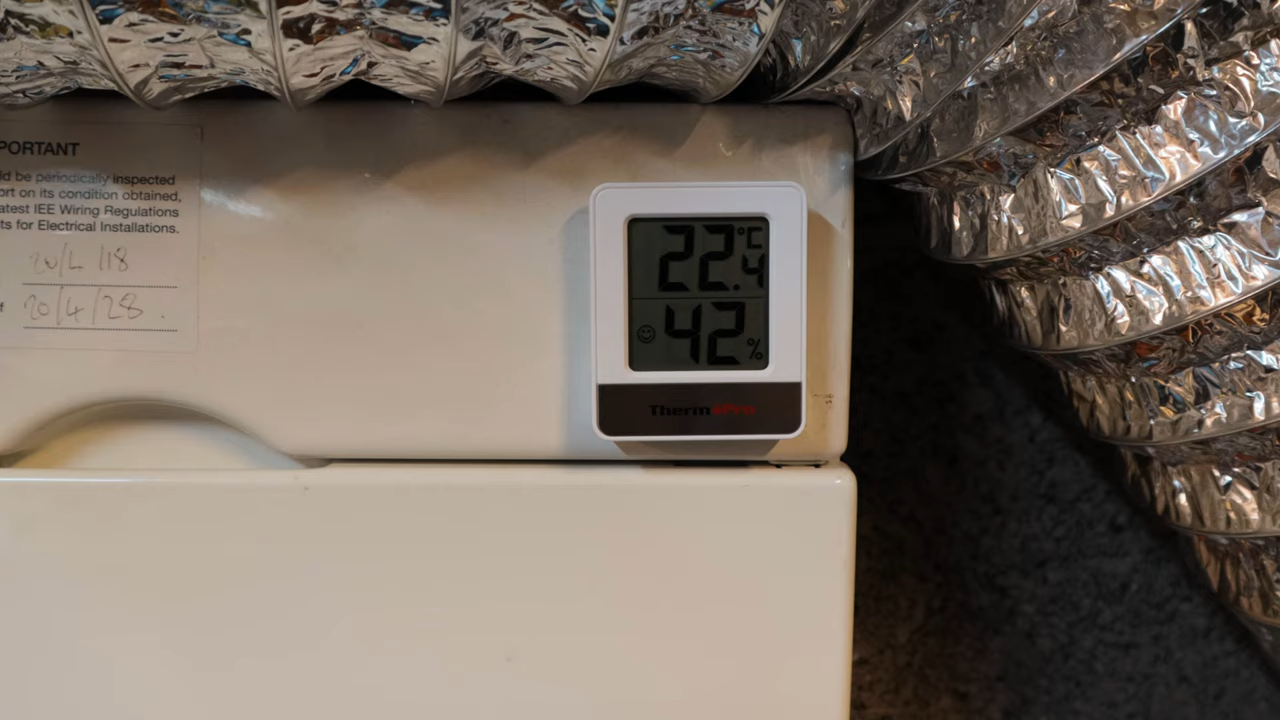 PORTANT
ld be periodically inspected
ort on its condition obtained,
atest IEE Wiring Regulations
ts for Electrical Installations.
/18
f 20/4/28.
22.4 °C
42 %
ThermoPro